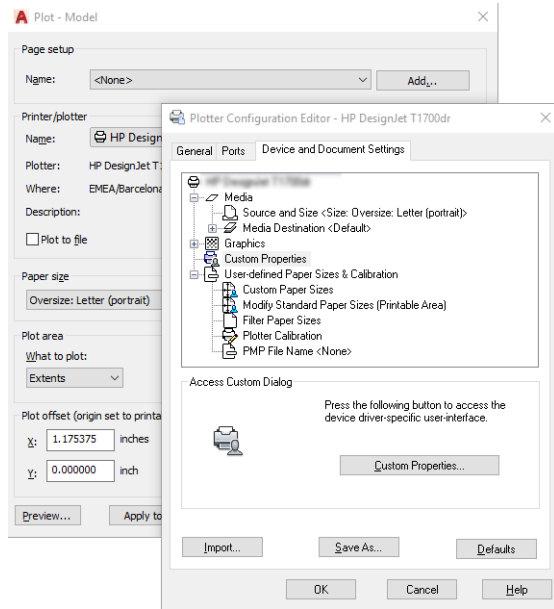 Plot - Model
Page setup
Name:
<None>
Add...
Printer/plotter
Name:
HP Design
Plotter:
HP DesignJet T
Where:
EMEA/Barcelona
Description:
Plot to file
Paper size
Oversize: Letter (portrait)
Plot area
What to plot:
Extents
Plot offset (origin set to printa
X:
1.175375
inches
Y:
0.000000
inch
Preview...
Apply to
Plotter Configuration Editor - HP DesignJet T1700dr
General
Ports
Device and Document Settings
Media
Source and Size <Size: Oversize: Letter (portrait)>
Media Destination <Default>
Graphics
Custom Properties
User-defined Paper Sizes & Calibration
Custom Paper Sizes
Modify Standard Paper Sizes (Printable Area)
Filter Paper Sizes
Plotter Calibration
PMP File Name <None>
Access Custom Dialog
Press the following button to access the
device driver-specific user-interface.
Custom Properties...
Import...
Save As...
Defaults
OK
Cancel
Help